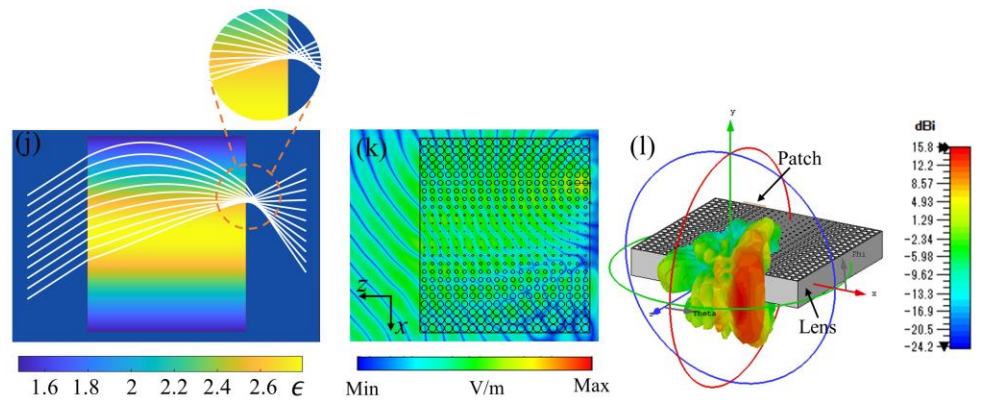 (j)
1.6 1.8 2 2.2 2.4 2.6 ϵ
(k)
z
x
Min V/m Max
(l)
y
Patch
Phi
x
Theta
Lens
dBi
15.8
12.2
8.57
4.93
1.29
-2.34
-5.98
-9.62
-13.3
-16.9
-20.5
-24.2